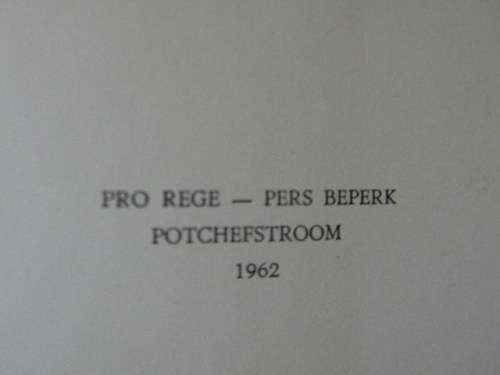 PRO REGE — PERS BEPERK
POTCHEFSTROOM
1962